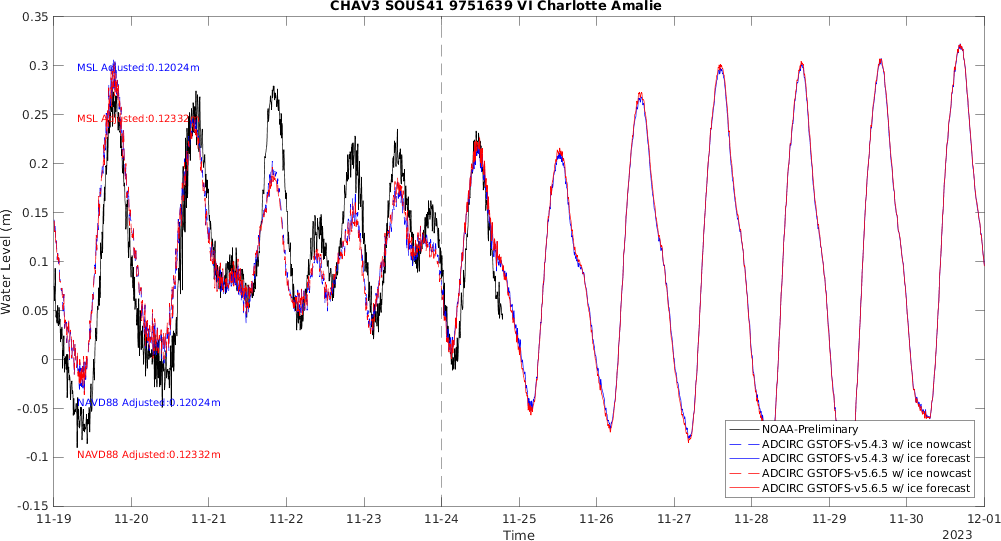 CHAV3 SOUS41 9751639 VI Charlotte Amalie
0.35
0.3
0.25
0.2
0.15
0.1
0.05
0
-0.05
-0.1
-0.15
Water Level (m)
MSL Adjusted:0.12024m
MSL Adjusted:0.12332m
NAVD88 Adjusted:0.12024m
NAVD88 Adjusted:0.12332m
NOAA-Preliminary
ADCIRC GSTOFS-v5.4.3 w/ ice nowcast
ADCIRC GSTOFS-v5.4.3 w/ ice forecast
ADCIRC GSTOFS-v5.6.5 w/ ice nowcast
ADCIRC GSTOFS-v5.6.5 w/ ice forecast
11-19 11-20 11-21 11-22 11-23 11-24 11-25 11-26 11-27 11-28 11-29 11-30 12-01
Time
2023